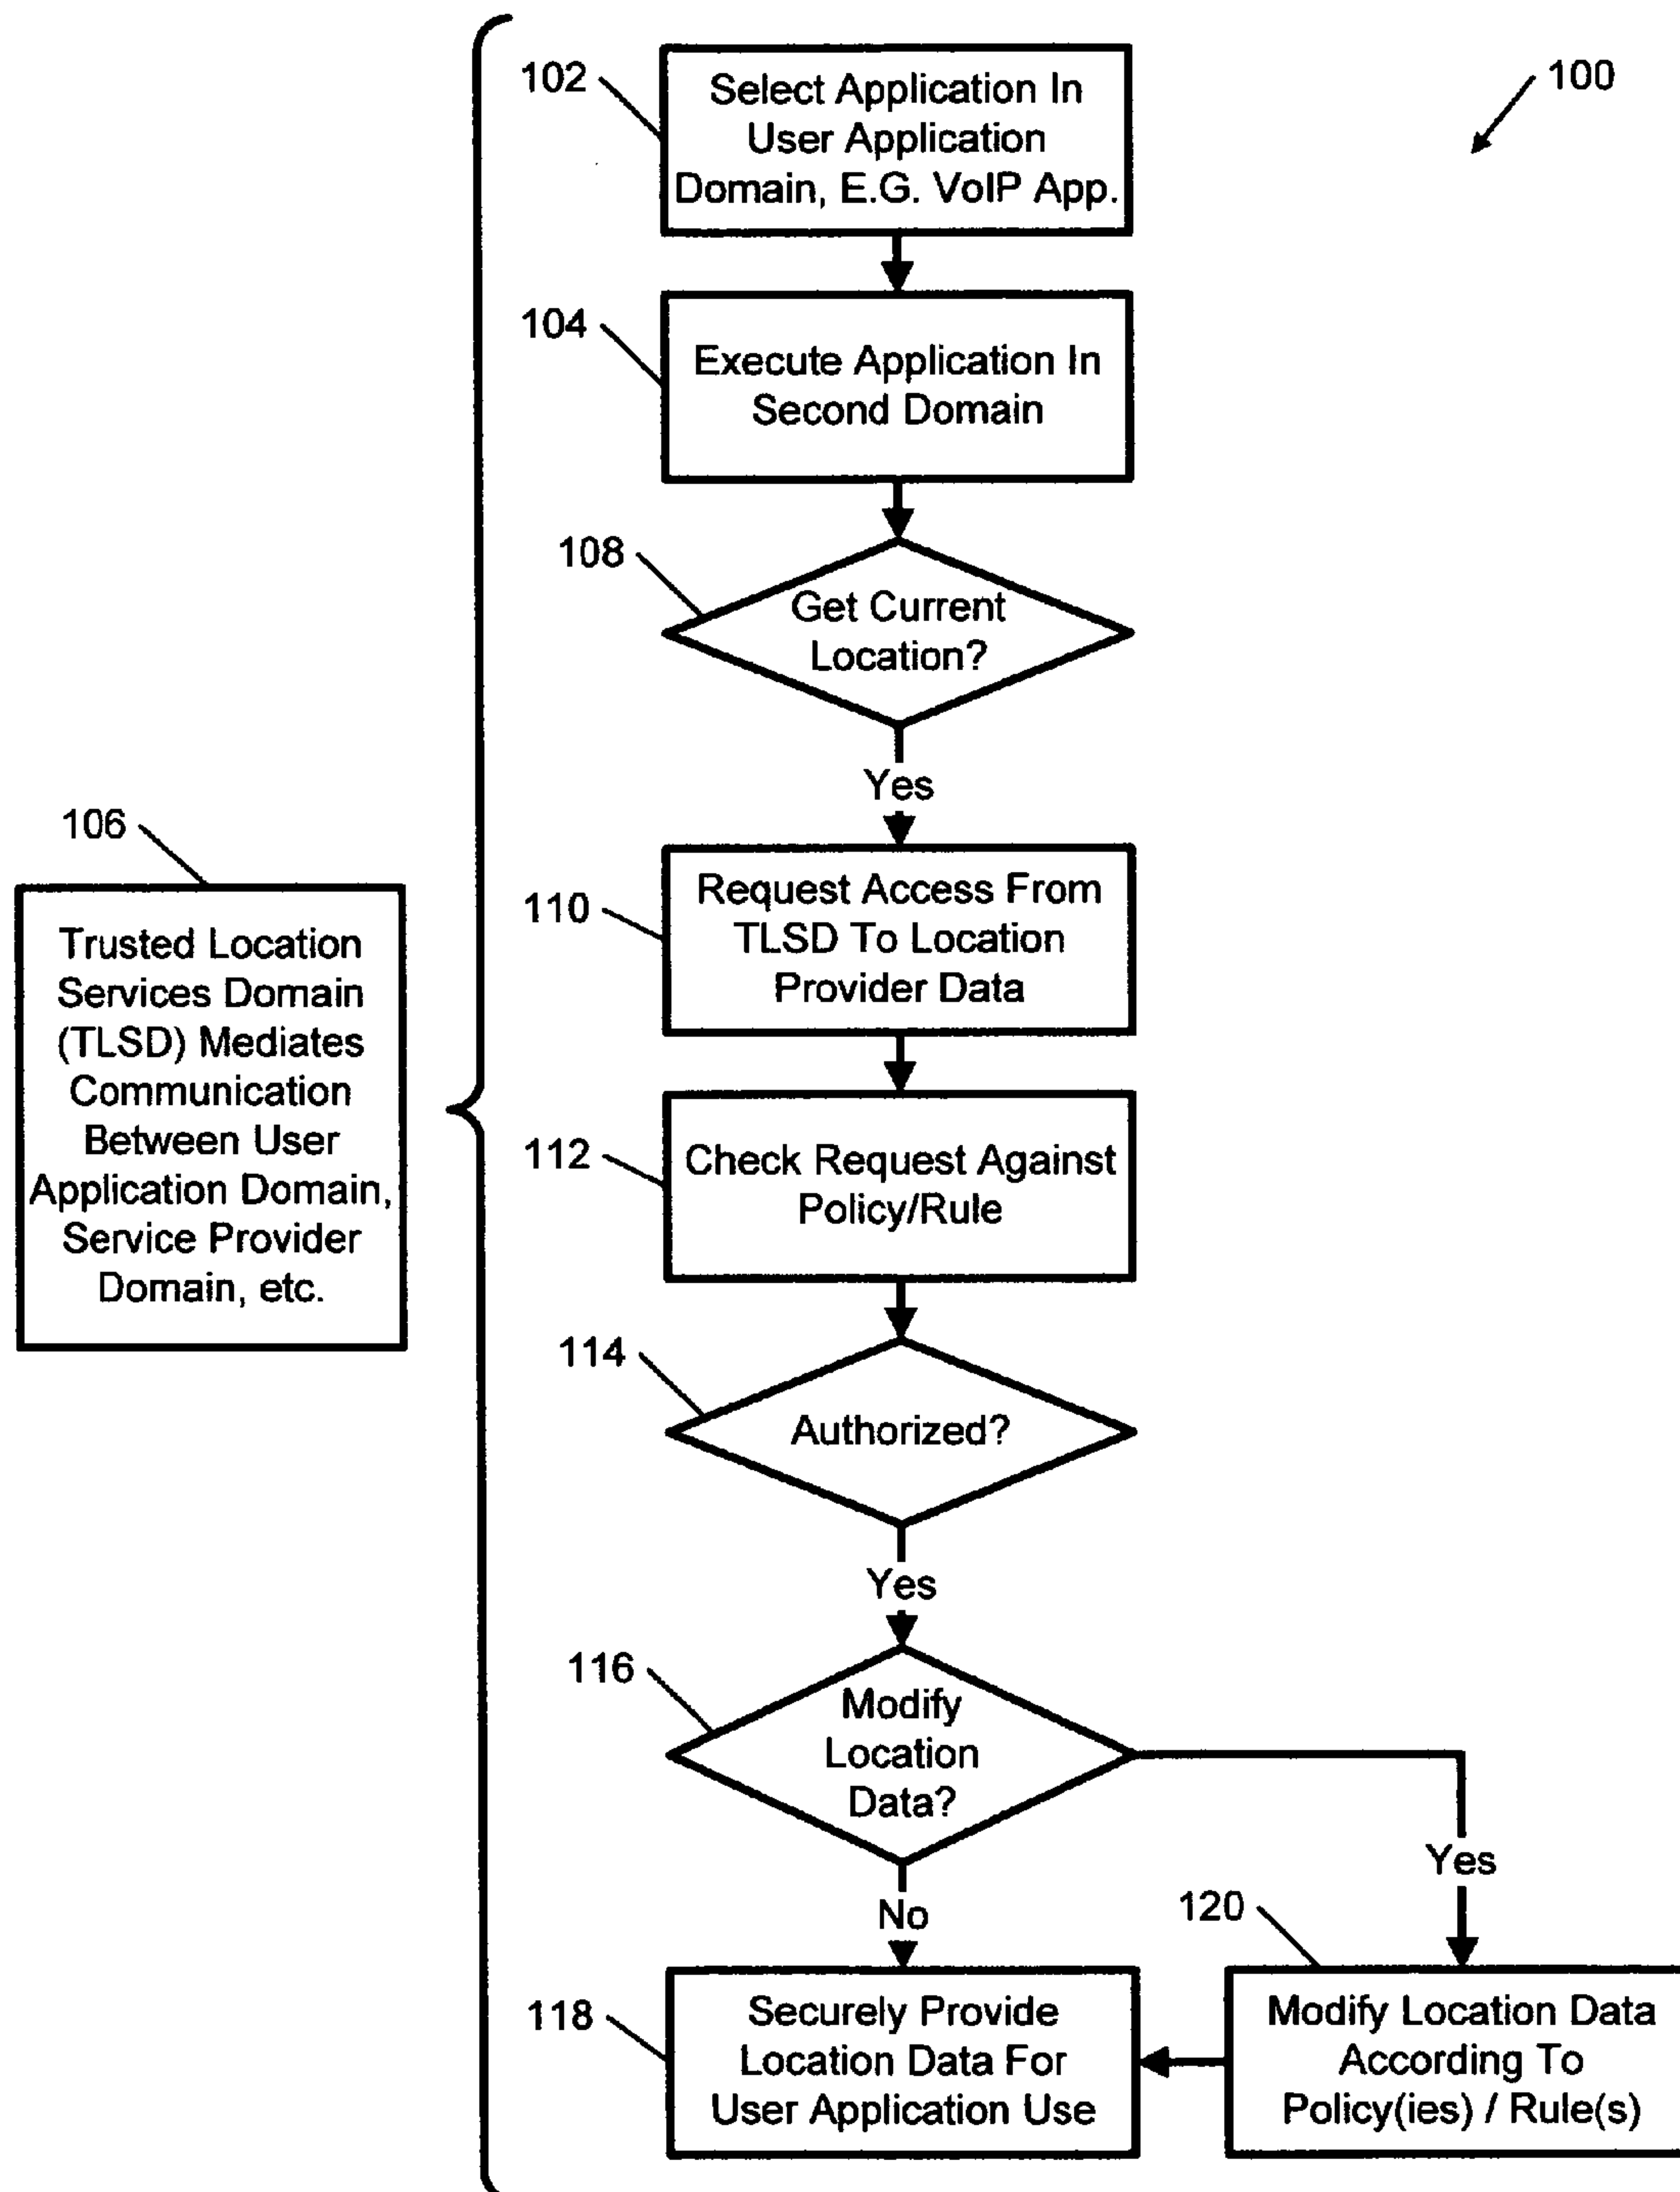 100
102
Select Application In
User Application
Domain, E.G. VoIP App.
104
Execute Application In
Second Domain
106
Trusted Location
Services Domain
(TLSD) Mediates
Communication
Between User
Application Domain,
Service Provider
Domain, etc.
108
Get Current
Location?
Yes
110
Request Access From
TLSD To Location
Provider Data
112
Check Request Against
Policy/Rule
114
Authorized?
Yes
116
Modify
Location
Data?
No
Yes
118
Securely Provide
Location Data For
User Application Use
120
Modify Location Data
According To
Policy(ies) / Rule(s)